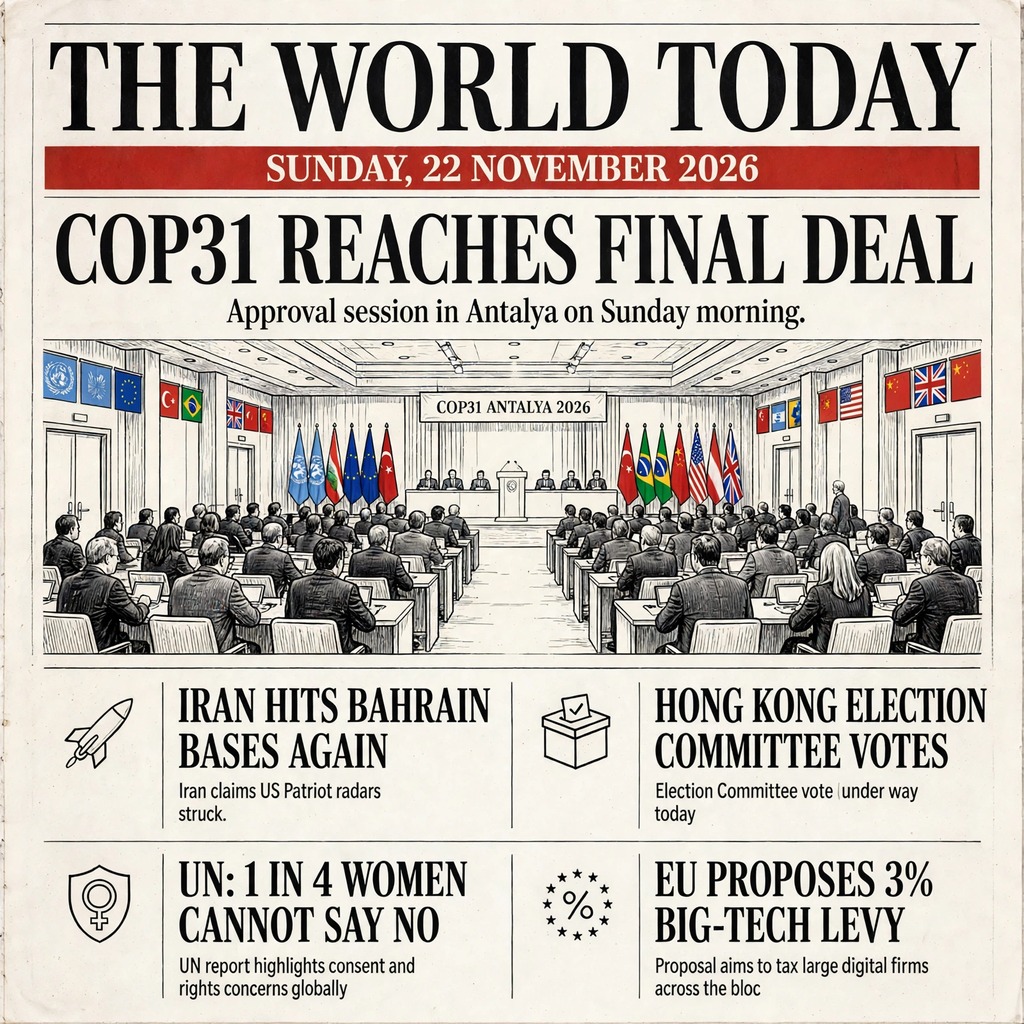 THE WORLD TODAY
SUNDAY, 22 NOVEMBER 2026
COP31 REACHES FINAL DEAL
Approval session in Antalya on Sunday morning.
COP31 ANTALYA 2026
IRAN HITS BAHRAIN
BASES AGAIN
Iran claims US Patriot radars
struck.
HONG KONG ELECTION
COMMITTEE VOTES
Election Committee vote under way
today
UN: 1 IN 4 WOMEN
CANNOT SAY NO
UN report highlights consent and
rights concerns globally
EU PROPOSES 3%
BIG-TECH LEVY
Proposal aims to tax large digital firms
across the bloc
%